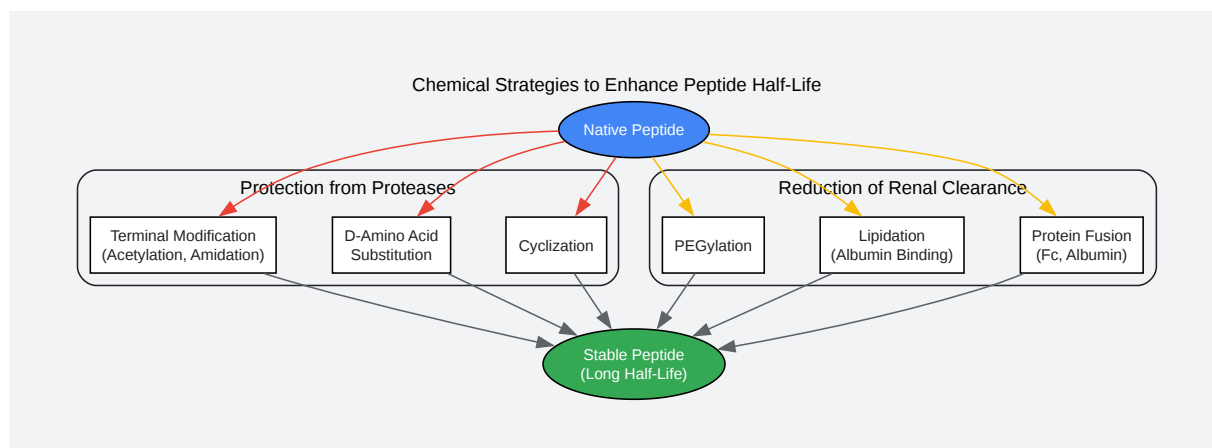 Chemical Strategies to Enhance Peptide Half-Life
Native Peptide
Protection from Proteases
Reduction of Renal Clearance
Terminal Modification
(Acetylation, Amidation)
D-Amino Acid
Substitution
Cyclization
PEGylation
Lipidation
(Albumin Binding)
Protein Fusion
(Fc, Albumin)
Stable Peptide
(Long Half-Life)